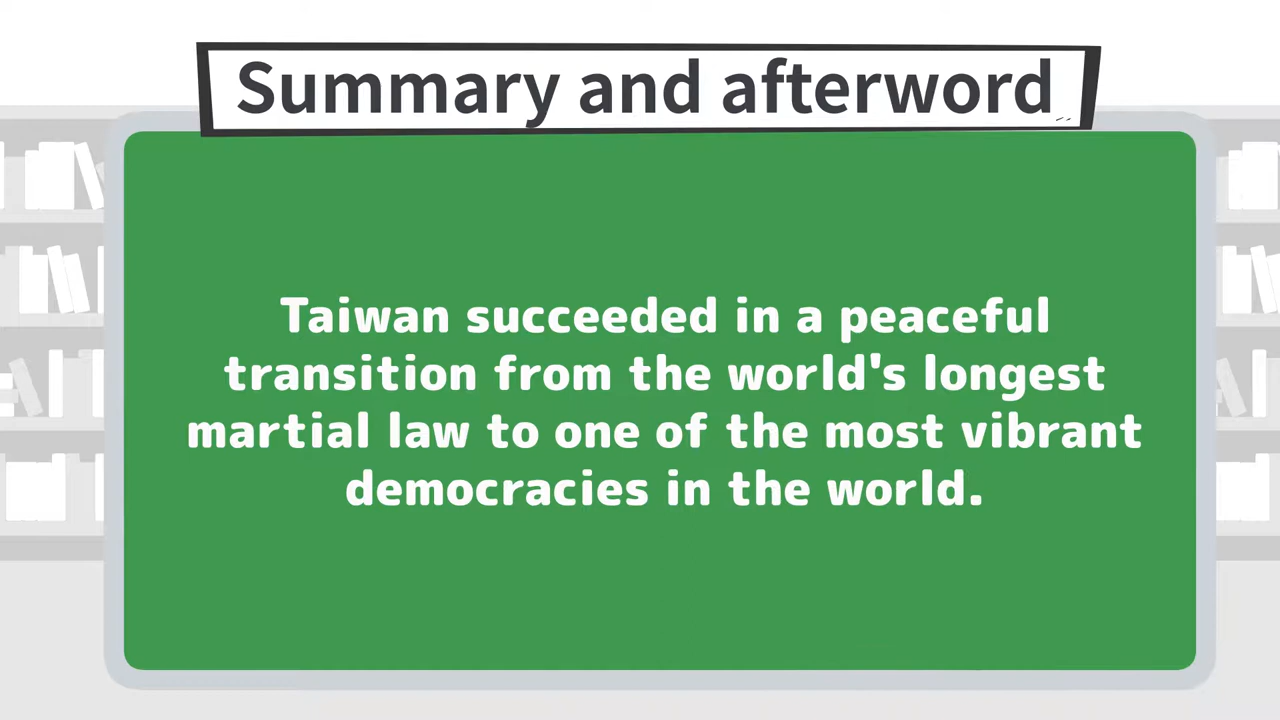 Summary and afterword
Taiwan succeeded in a peaceful
transition from the world's longest
martial law to one of the most vibrant
democracies in the world.